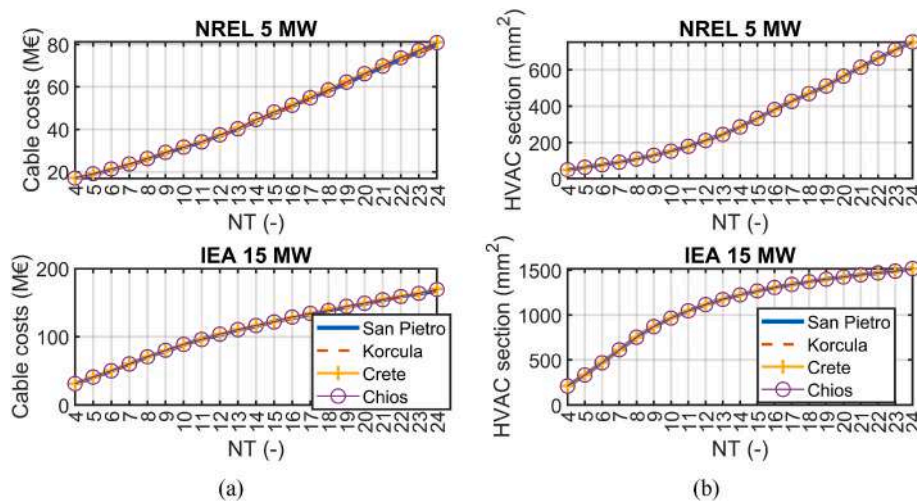 NREL 5 MW
Cable costs (M€)
80
60
40
20
4 5 6 7 8 9 10 11 12 13 14 15 16 17 18 19 20 21 22 23 24
NT (-)
IEA 15 MW
Cable costs (M€)
200
100
0
4 5 6 7 8 9 10 11 12 13 14 15 16 17 18 19 20 21 22 23 24
NT (-)
San Pietro
Korcula
Crete
Chios
(a)
NREL 5 MW
HVAC section (mm²)
600
400
200
0
4 5 6 7 8 9 10 11 12 13 14 15 16 17 18 19 20 21 22 23 24
NT (-)
IEA 15 MW
HVAC section (mm²)
1500
1000
500
0
4 5 6 7 8 9 10 11 12 13 14 15 16 17 18 19 20 21 22 23 24
NT (-)
San Pietro
Korcula
Crete
Chios
(b)